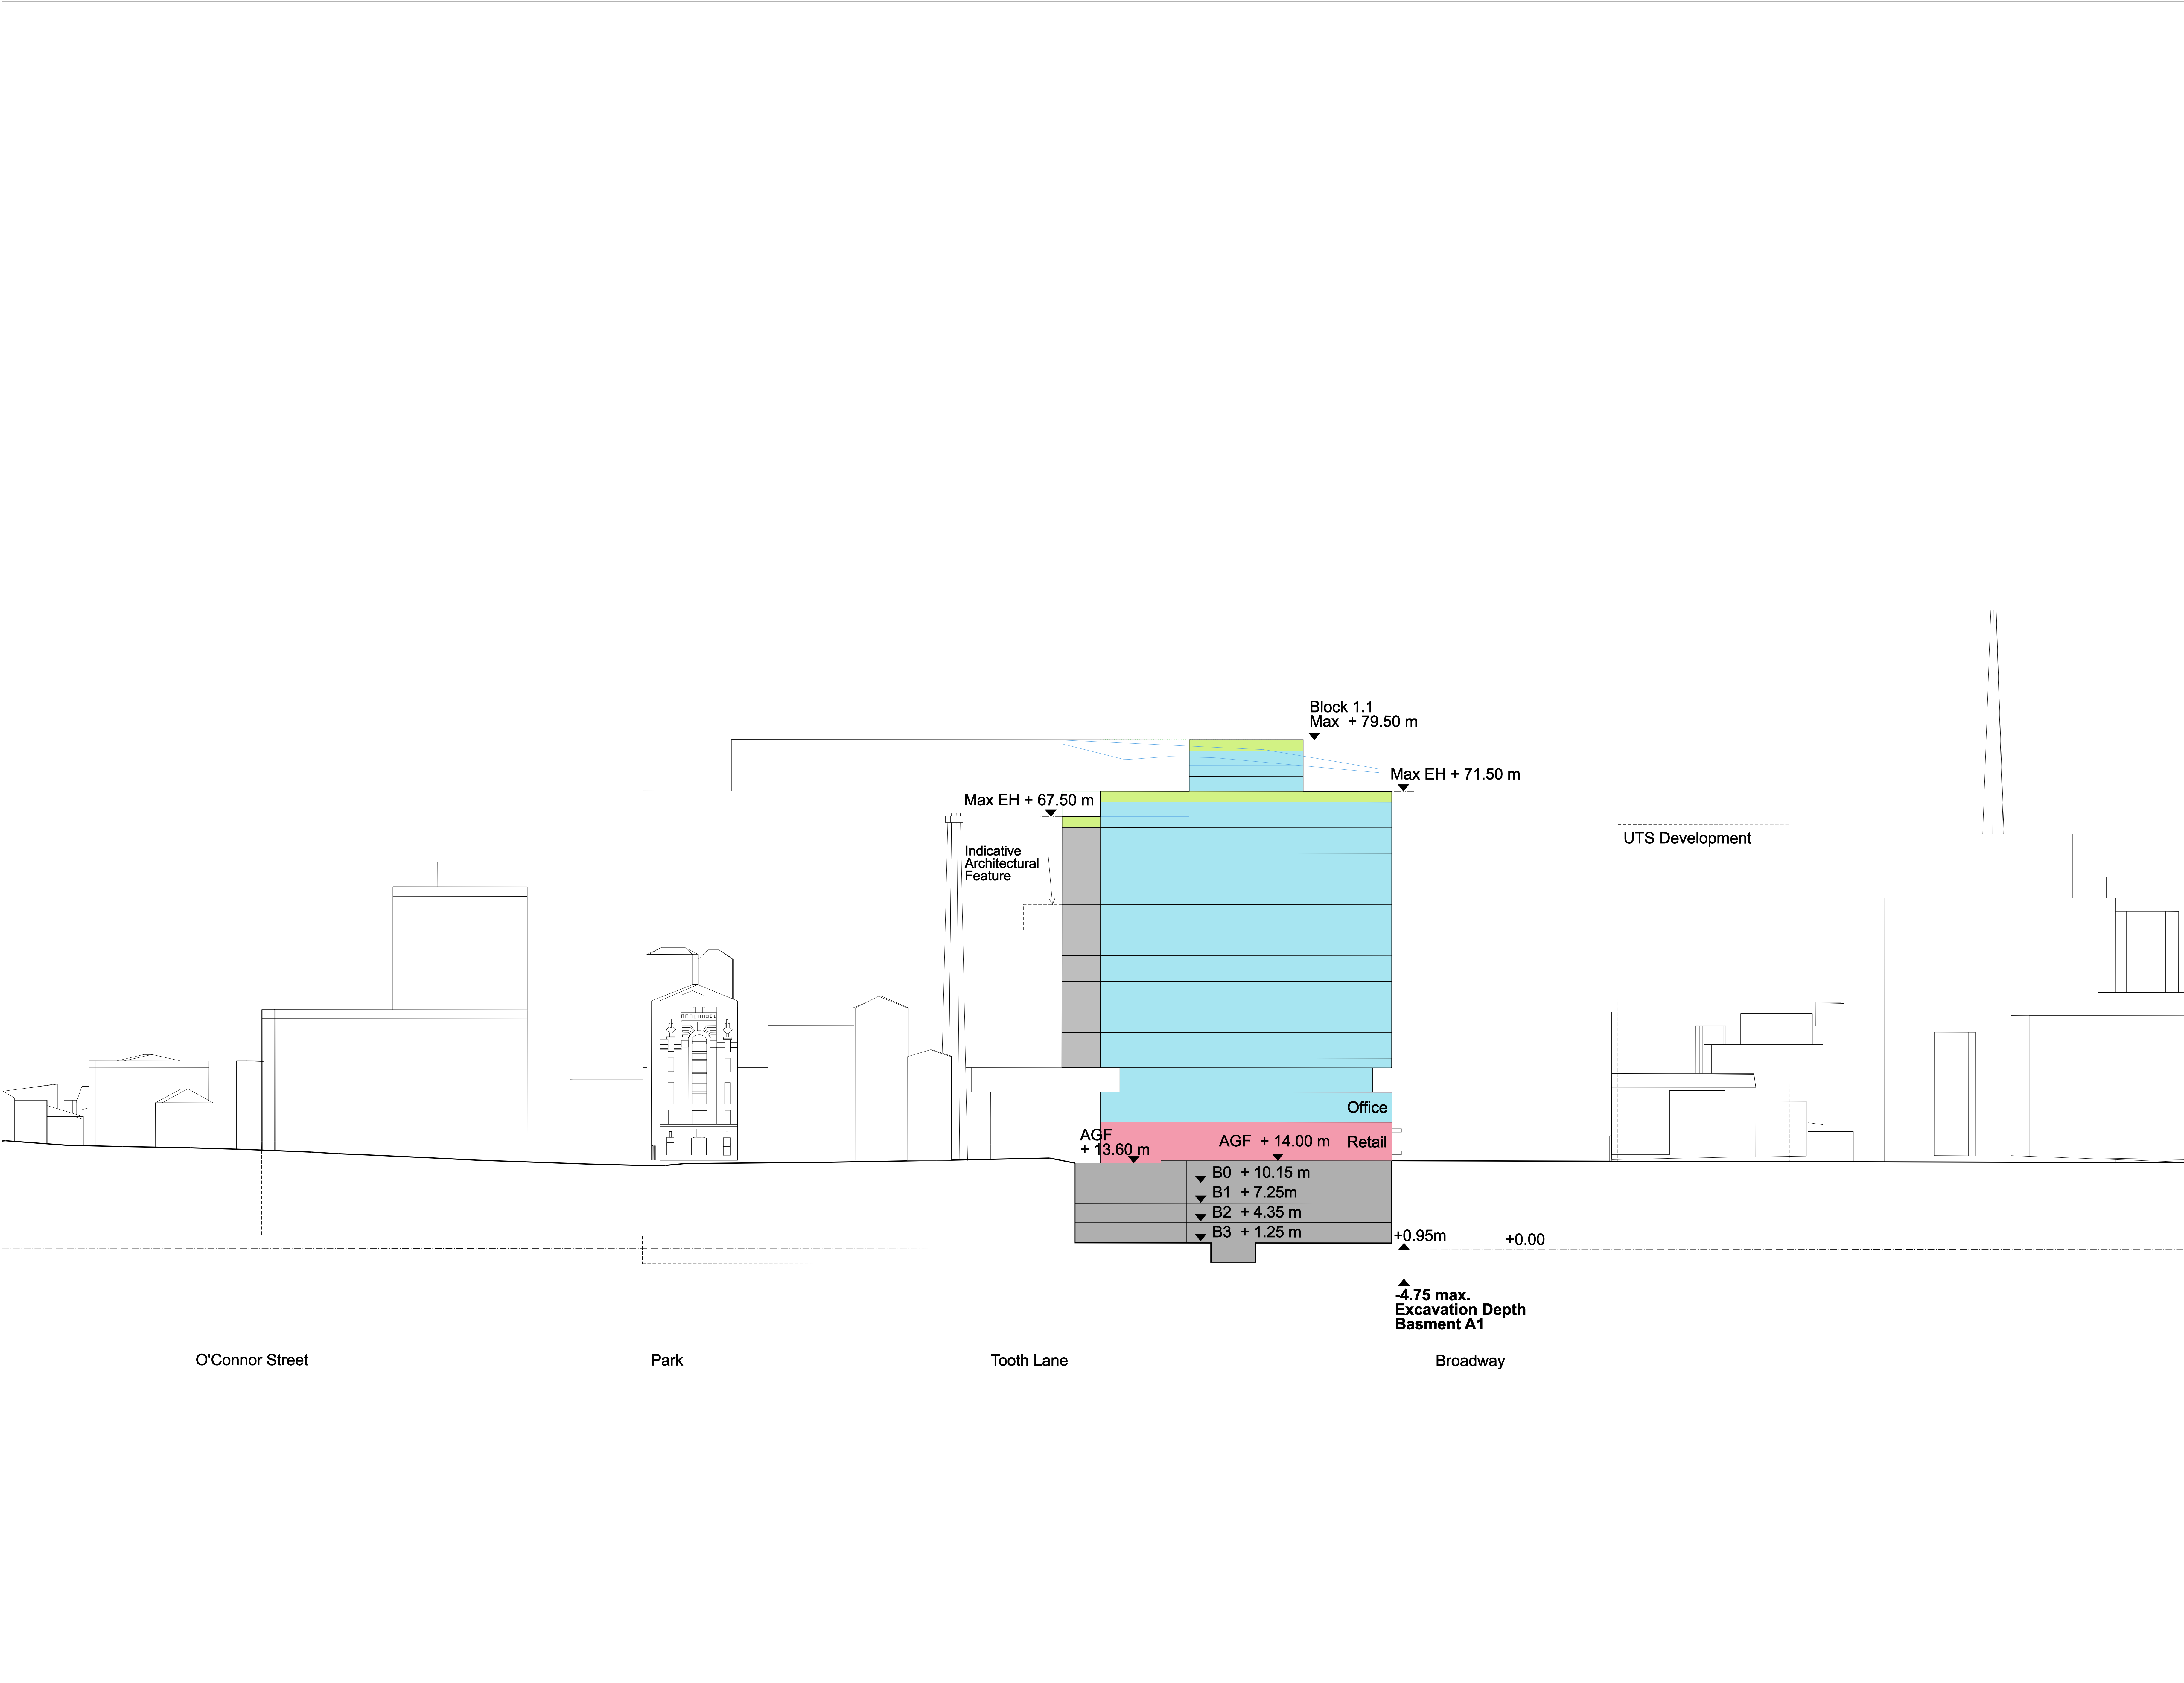 Block 1.1
Max + 79.50 m
Max EH + 71.50 m
Max EH + 67.50 m
UTS Development
Indicative
Architectural
Feature
Office
AGF
+ 13.60 m
AGF + 14.00 m
Retail
B0 + 10.15 m
B1 + 7.25m
B2 + 4.35 m
B3 + 1.25 m
+0.95m
+0.00
-4.75 max.
Excavation Depth
Basment A1
O'Connor Street
Park
Tooth Lane
Broadway